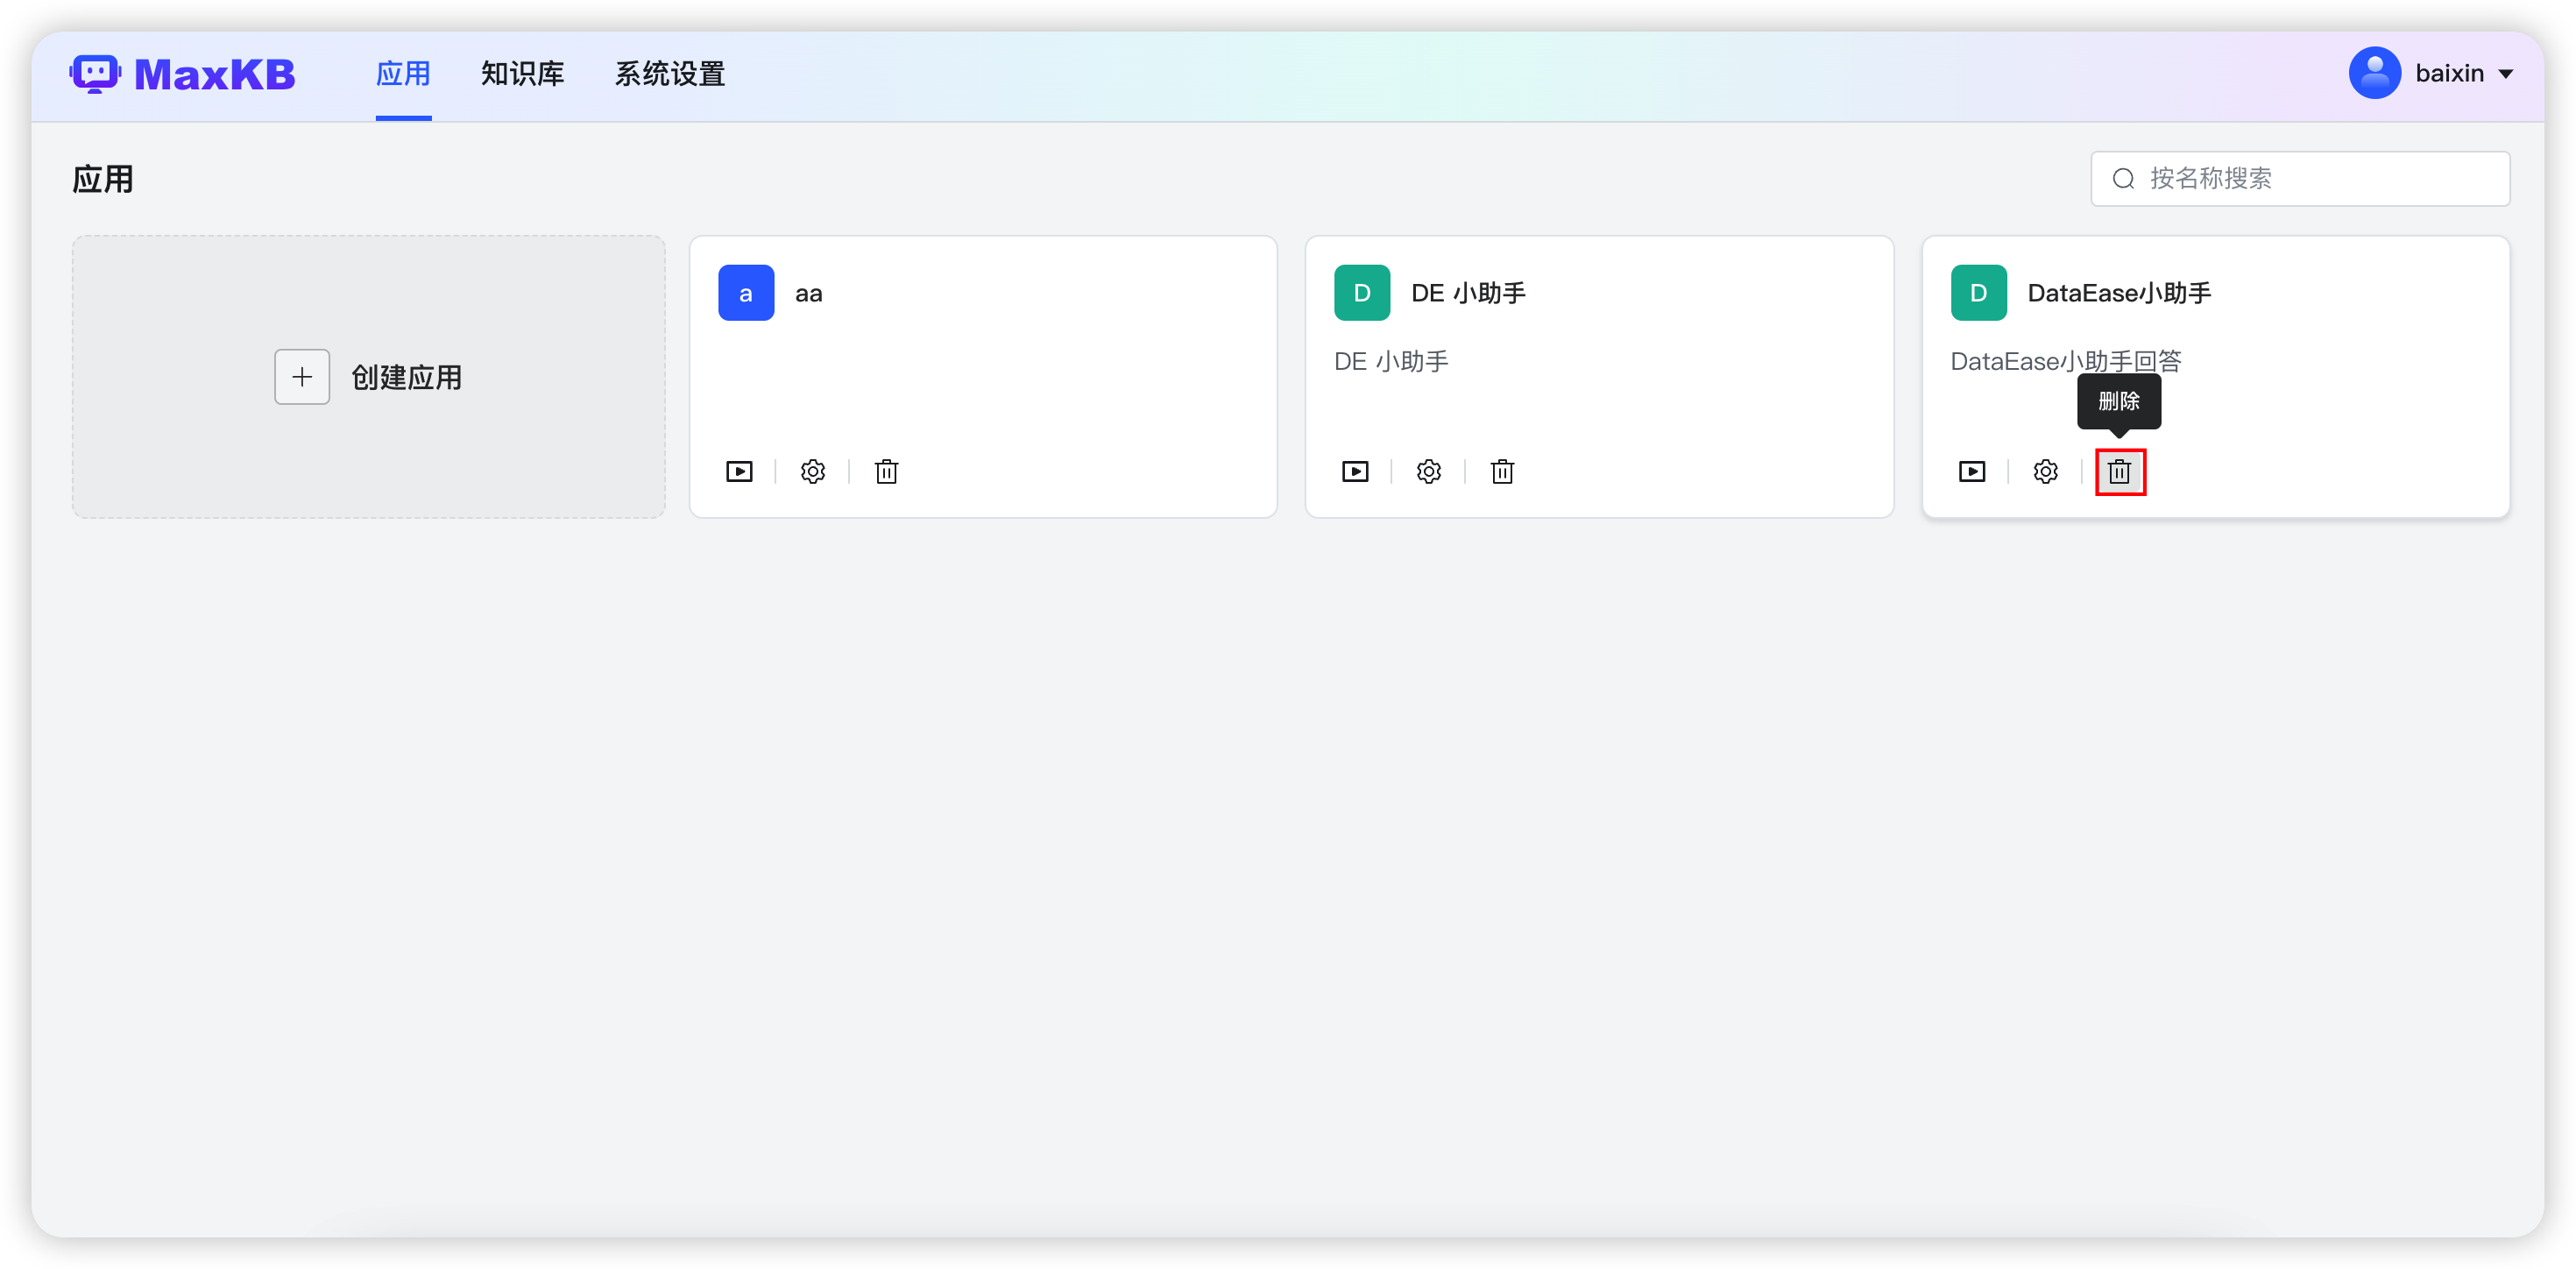 MaxKB 应用 知识库 系统设置 baixin
应用 按名称搜索
创建应用
a aa
D DE 小助手
DE 小助手
D DataEase小助手
DataEase小助手回答
删除